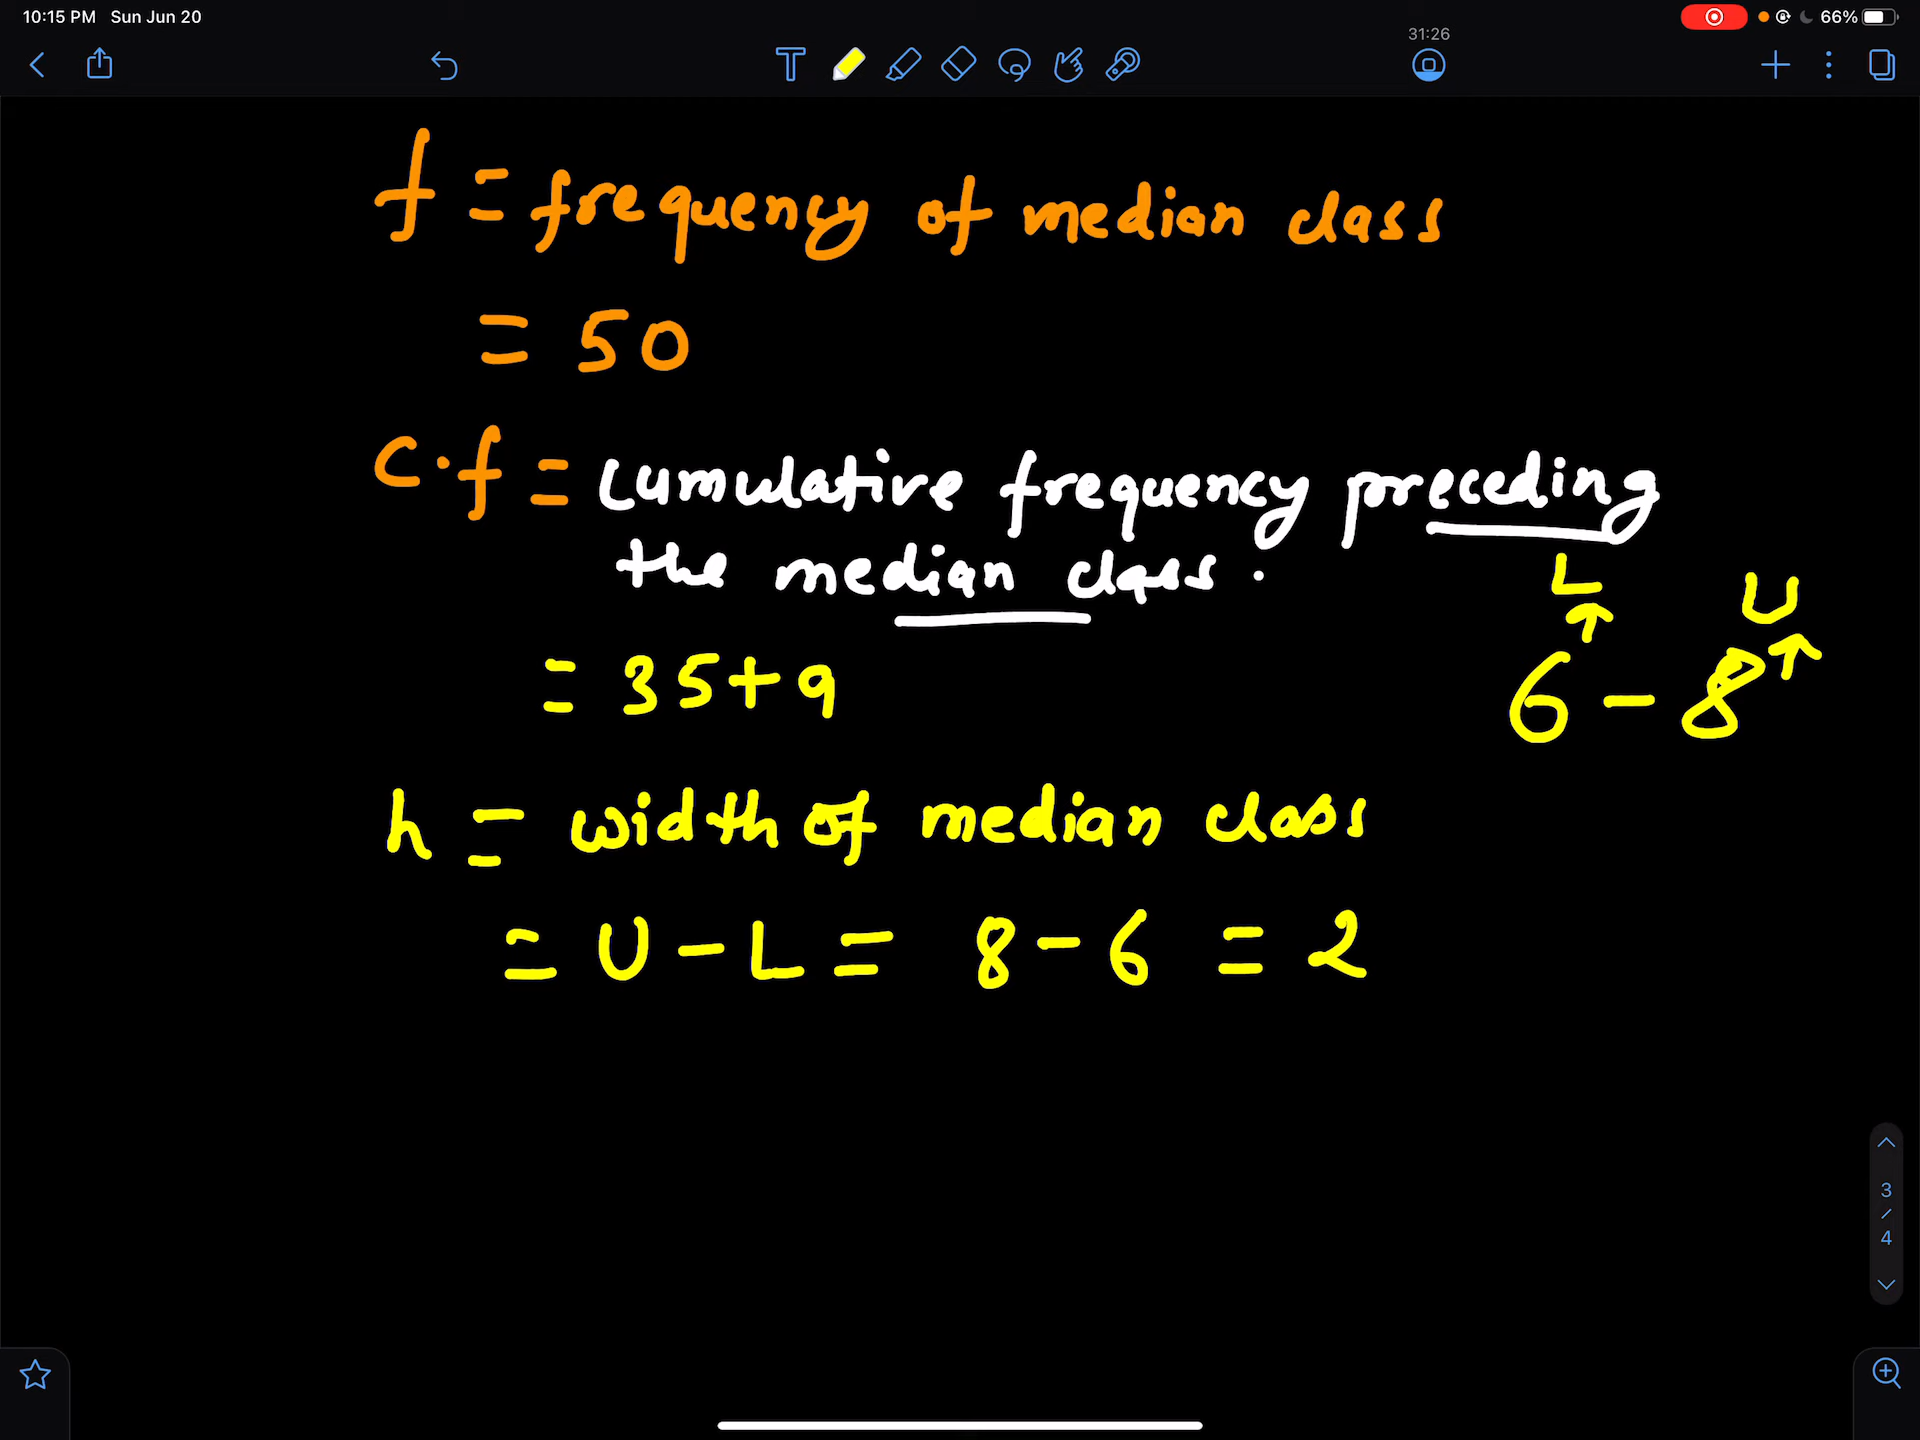 10:15 PM Sun Jun 20
66%
31:26
f = frequency of median class
= 50
c.f = cumulative frequency preceding
the median class.
L U
= 35+9
6 - 8
h = width of median class
= U - L = 8 - 6 = 2
3
/
4